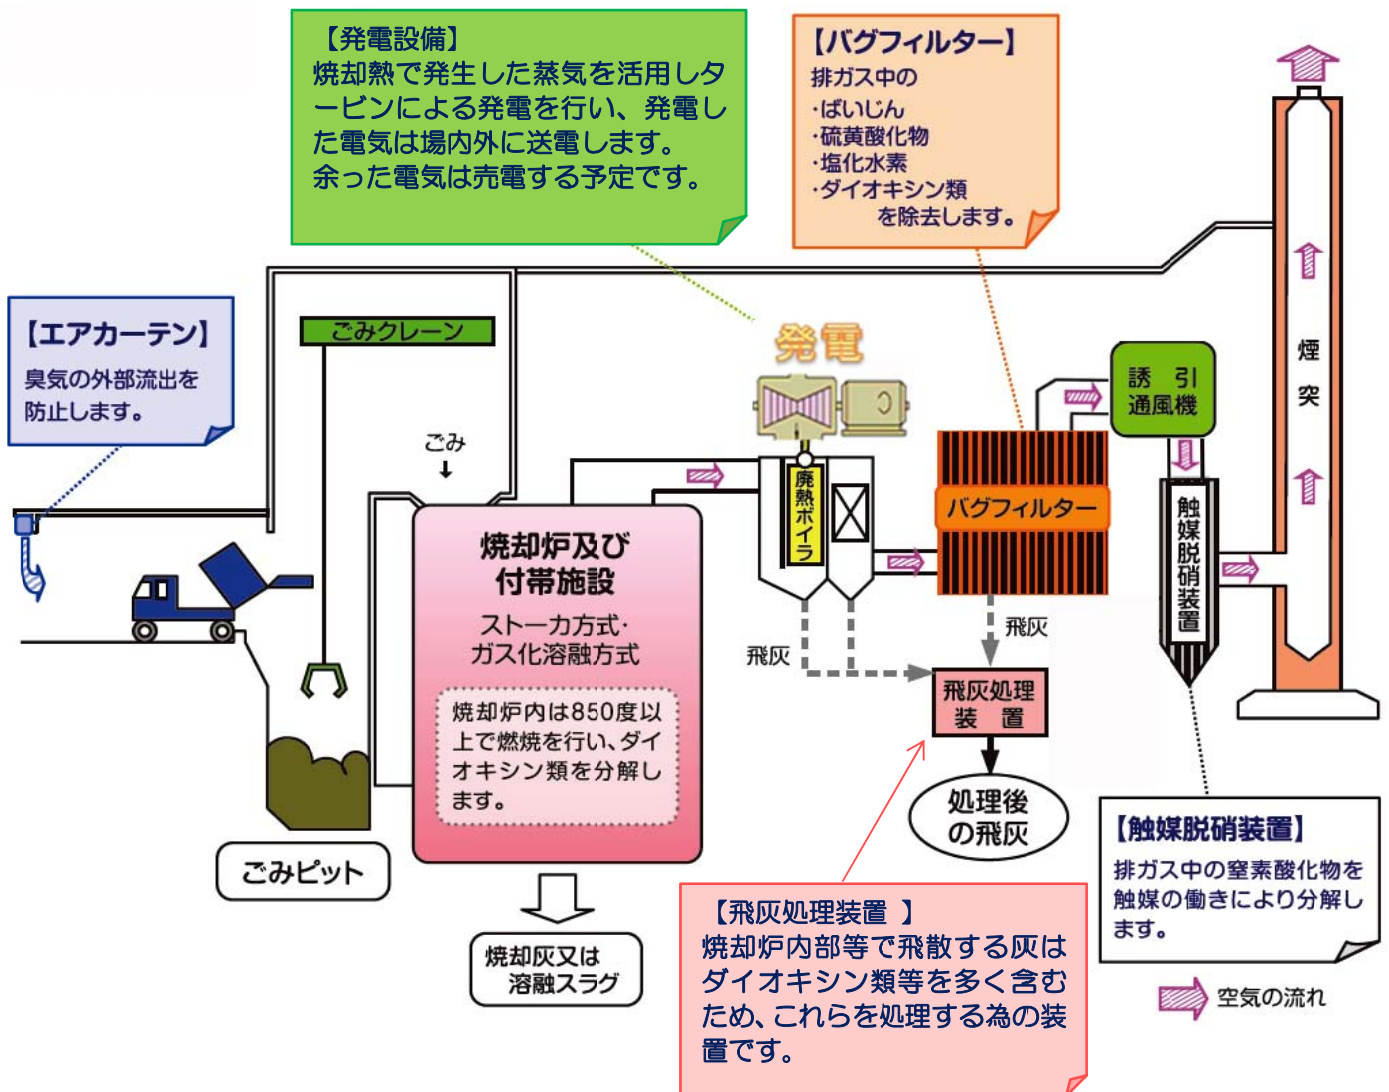 【発電設備】
焼却熱で発生した蒸気を活用しタ
ービンによる発電を行い、発電し
た電気は場内外に送電します。
余った電気は売電する予定です。
【バグフィルター】
排ガス中の
・ばいじん
・硫黄酸化物
・塩化水素
・ダイオキシン類
を除去します。
【エアカーテン】
臭気の外部流出を
防止します。
ごみクレーン
ごみ
↓
発電
廃熱ボイラ
バグフィルター
誘引
通風機
触媒脱硝装置
煙突
焼却炉及び
付帯施設
ストーカ方式・
ガス化溶融方式
焼却炉内は850度以
上で燃焼を行い、ダイ
オキシン類を分解し
ます。
飛灰
飛灰
飛灰処理
装置
処理後
の飛灰
ごみピット
焼却灰又は
溶融スラグ
【飛灰処理装置 】
焼却炉内部等で飛散する灰は
ダイオキシン類等を多く含む
ため、これらを処理する為の装
置です。
【触媒脱硝装置】
排ガス中の窒素酸化物を
触媒の働きにより分解し
ます。
空気の流れ